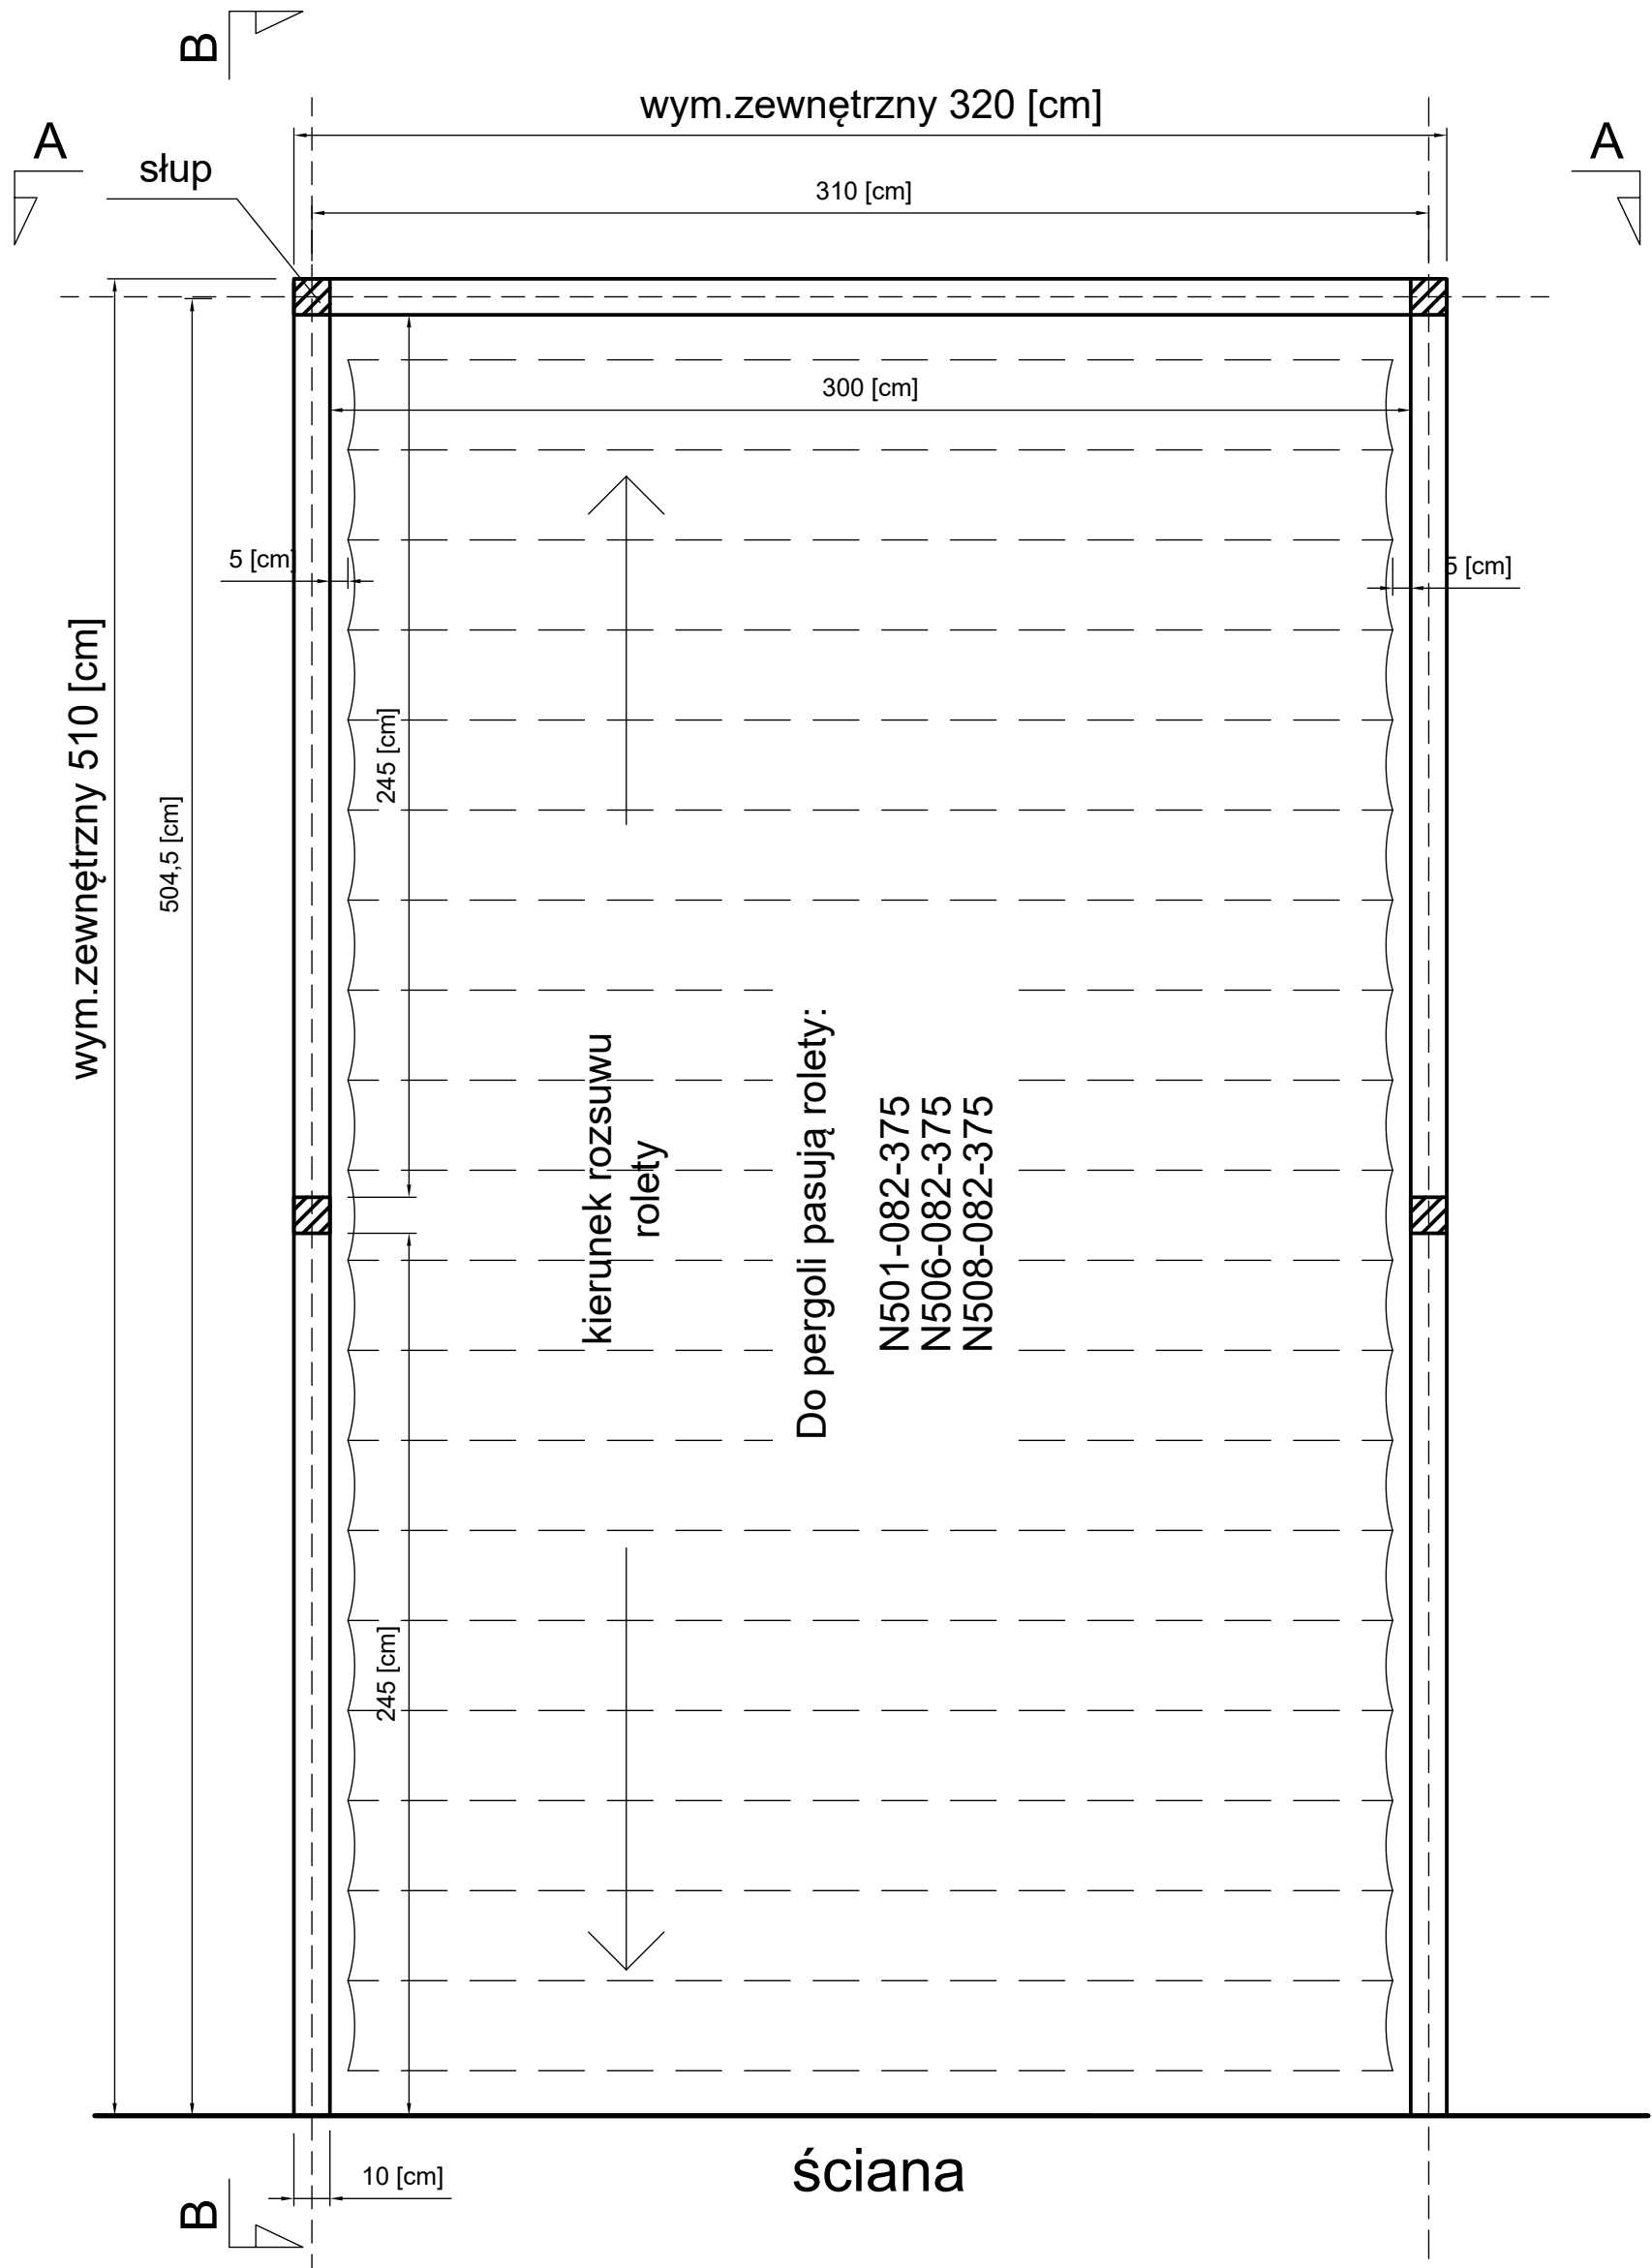 B
wym.zewnętrzny 320 [cm]
A
A
słup
310 [cm]
300 [cm]
5 [cm]
5 [cm]
wym.zewnętrzny 510 [cm]
504,5 [cm]
245 [cm]
kierunek rozsuwu
rolety
Do pergoli pasują rolety:
N501-082-375
N506-082-375
N508-082-375
245 [cm]
ściana
10 [cm]
B